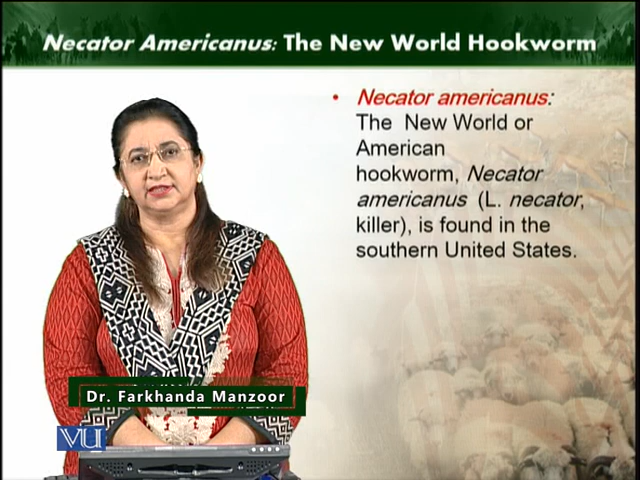 Necator Americanus: The New World Hookworm
• Necator americanus:
The New World or
American
hookworm, Necator
americanus (L. necator,
killer), is found in the
southern United States.
Dr. Farkhanda Manzoor
VU